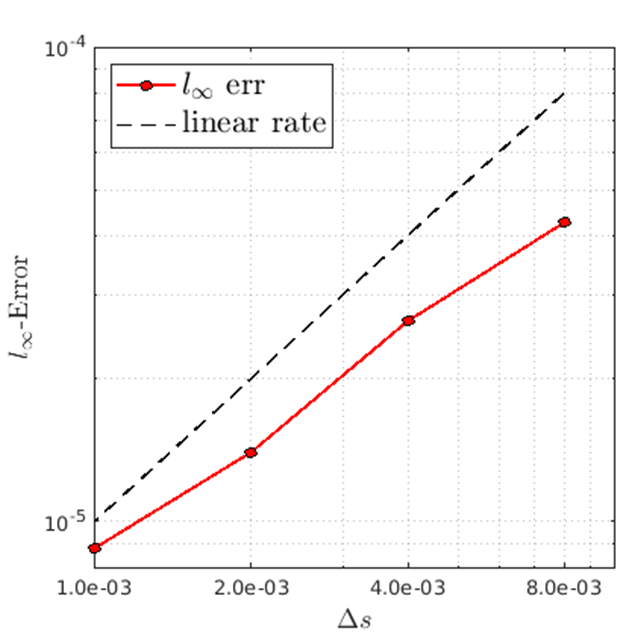 10⁻⁴
l∞ err
linear rate
l∞-Error
10⁻⁵
1.0e-03 2.0e-03 4.0e-03 8.0e-03
Δs